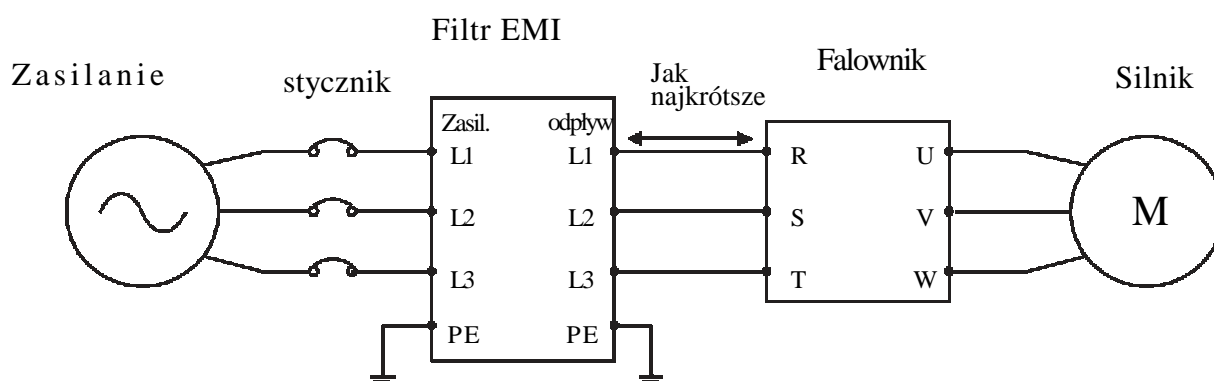 Filtr EMI
Zasilanie
stycznik
Jak
najkrótsze
Falownik
Silnik
Zasil.
odpływ
L1
L1
R
U
L2
L2
S
V
M
L3
L3
T
W
PE
PE